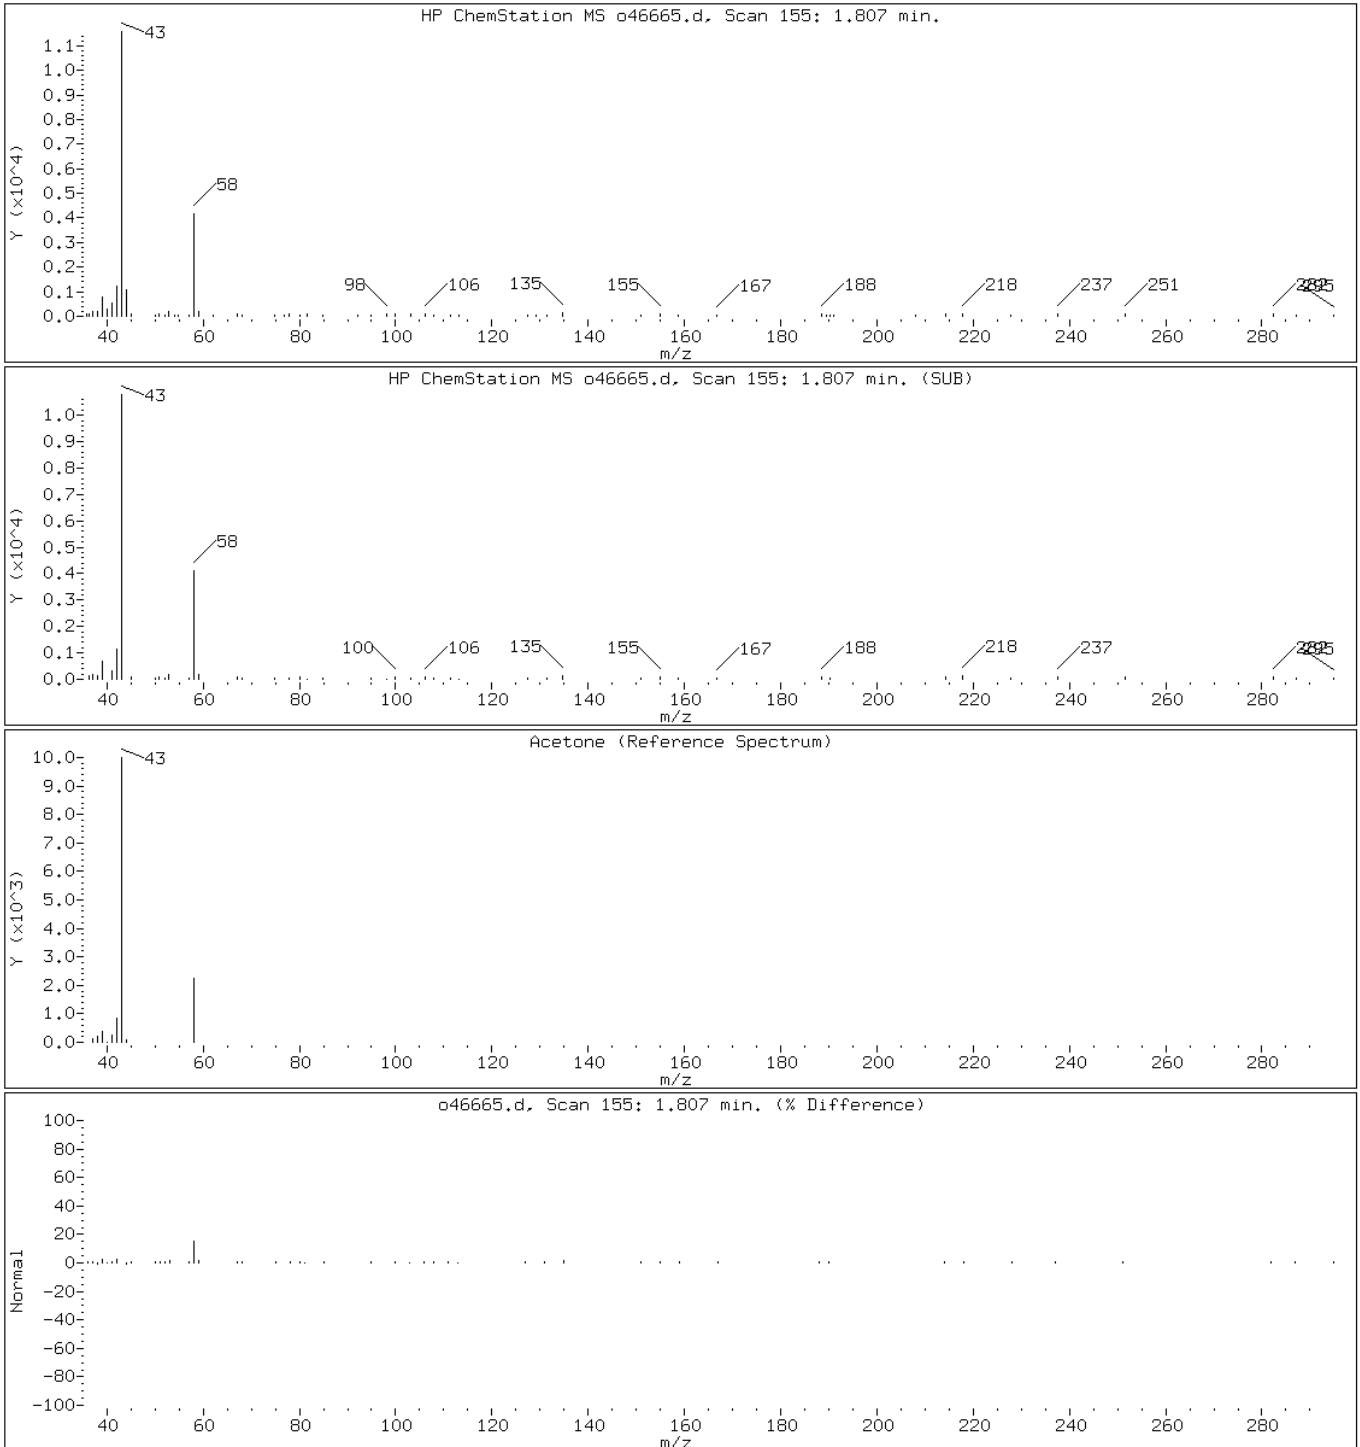 HP ChemStation MS o46665.d, Scan 155: 1.807 min.
43
1.1
1.0
0.9
0.8
0.7
0.6
0.5
0.4
0.3
0.2
0.1
0.0
Y (x10^4)
58
98 106 135 155 167 188 218 237 251
40 60 80 100 120 140 160 180 200 220 240 260 280
m/z
HP ChemStation MS o46665.d, Scan 155: 1.807 min. (SUB)
43
1.0
0.9
0.8
0.7
0.6
0.5
0.4
0.3
0.2
0.1
0.0
Y (x10^4)
58
100 106 135 155 167 188 218 237
40 60 80 100 120 140 160 180 200 220 240 260 280
m/z
Acetone (Reference Spectrum)
43
10.0
9.0
8.0
7.0
6.0
5.0
4.0
3.0
2.0
1.0
0.0
Y (x10^3)
40 60 80 100 120 140 160 180 200 220 240 260 280
m/z
o46665.d, Scan 155: 1.807 min. (% Difference)
100
80
60
40
20
0
-20
-40
-60
-80
-100
Normal
40 60 80 100 120 140 160 180 200 220 240 260 280
m/z